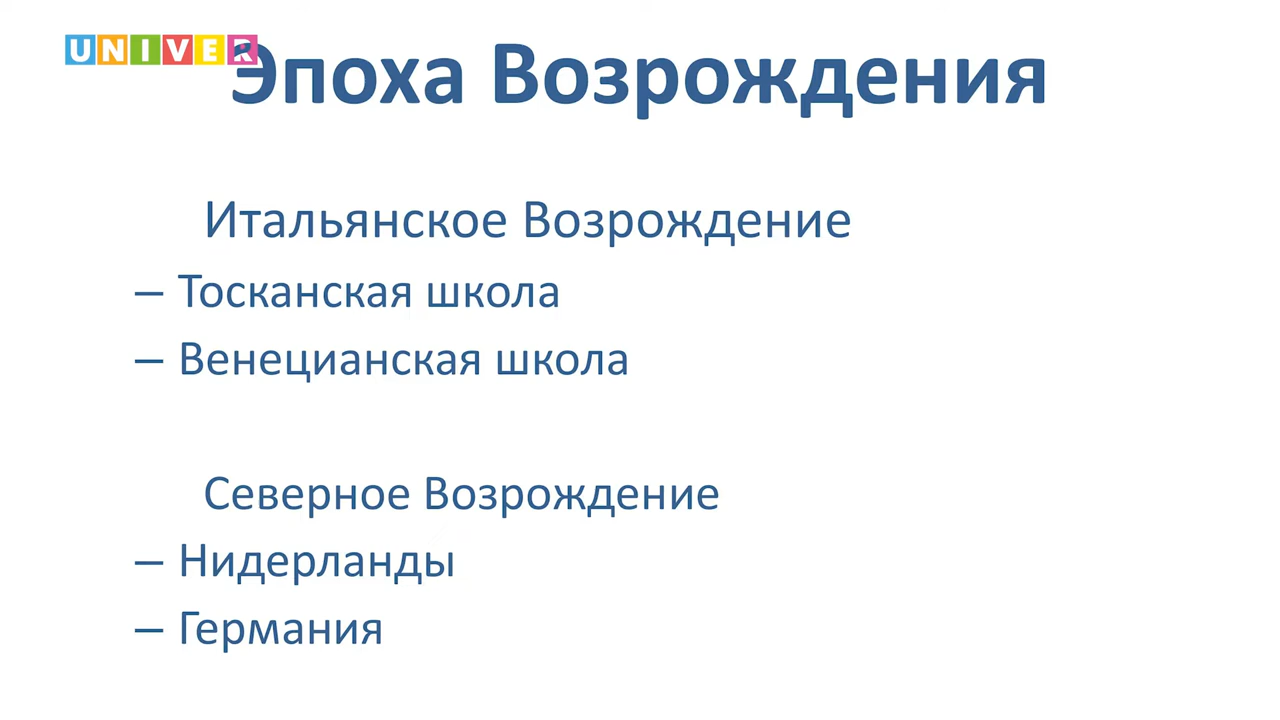 UNIVER
Эпоха Возрождения
Итальянское Возрождение
– Тосканская школа
– Венецианская школа
Северное Возрождение
– Нидерланды
– Германия